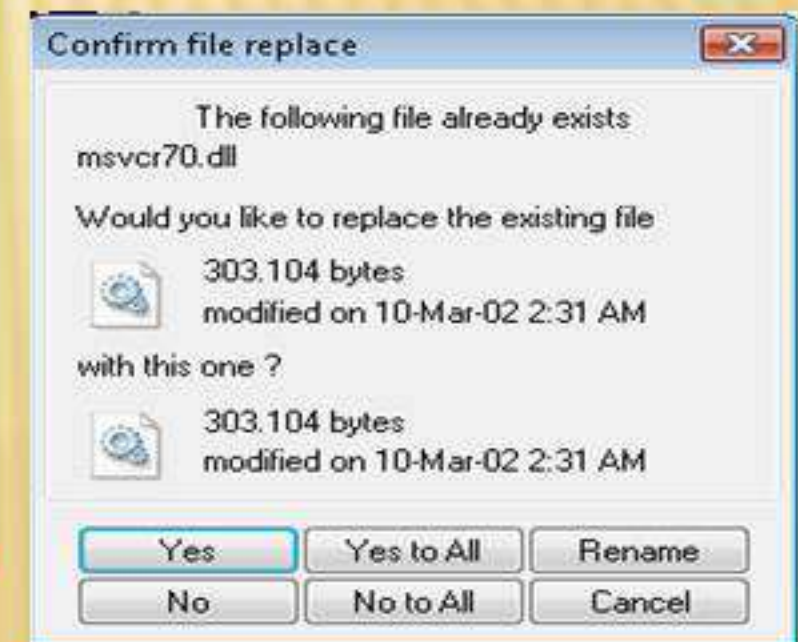 Confirm file replace
The following file already exists
msvcr70.dll
Would you like to replace the existing file
303.104 bytes
modified on 10-Mar-02 2:31 AM
with this one ?
303.104 bytes
modified on 10-Mar-02 2:31 AM
Yes Yes to All Rename
No No to All Cancel